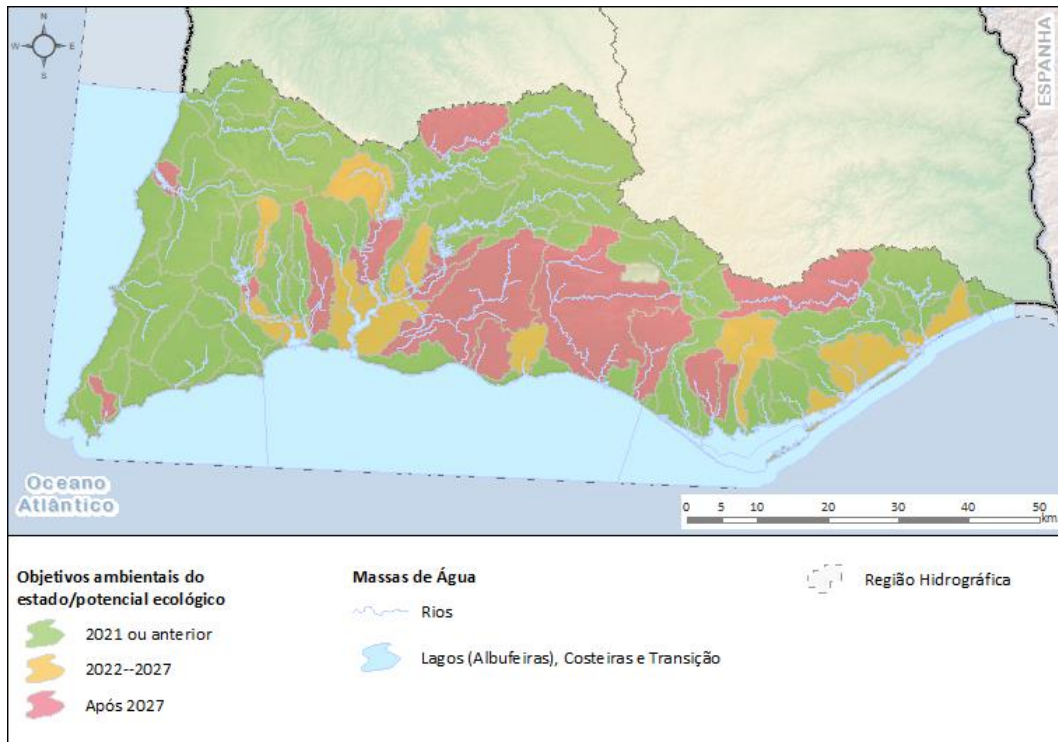 N
W
E
S
ESPANHA
Oceano
Atlântico
0 5 10 20 30 40 50
km
Objetivos ambientais do
estado/potencial ecológico
2021 ou anterior
2022--2027
Após 2027
Massas de Água
Rios
Lagos (Albufeiras), Costeiras e Transição
Região Hidrográfica